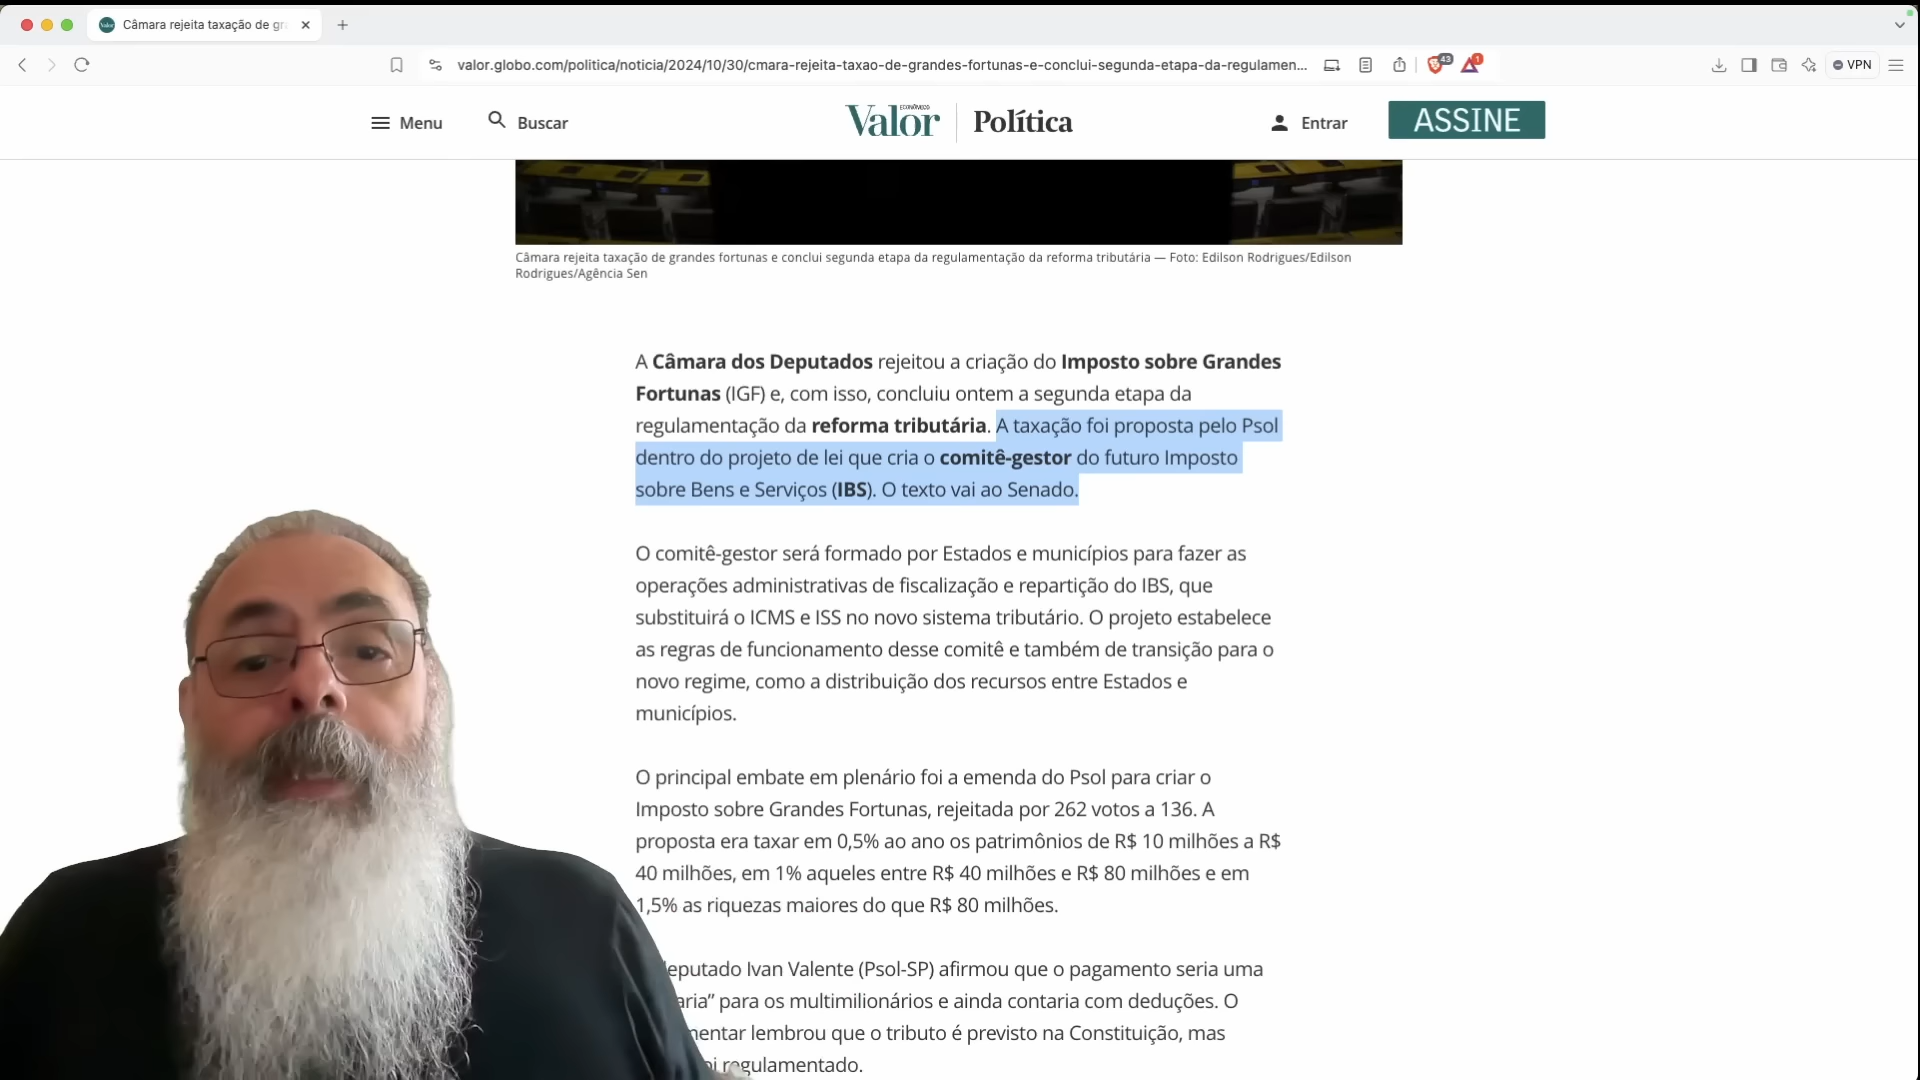 Câmara rejeita taxação de gr
valor.globo.com/politica/noticia/2024/10/30/cmara-rejeita-taxao-de-grandes-fortunas-e-conclui-segunda-etapa-da-regulamen...
43
1
VPN
Menu
Buscar
Valor
ECONÔMICO
Política
Entrar
ASSINE
Câmara rejeita taxação de grandes fortunas e conclui segunda etapa da regulamentação da reforma tributária — Foto: Edilson Rodrigues/Edilson
Rodrigues/Agência Sen
A Câmara dos Deputados rejeitou a criação do Imposto sobre Grandes
Fortunas (IGF) e, com isso, concluiu ontem a segunda etapa da
regulamentação da reforma tributária. A taxação foi proposta pelo Psol
dentro do projeto de lei que cria o comitê-gestor do futuro Imposto
sobre Bens e Serviços (IBS). O texto vai ao Senado.
O comitê-gestor será formado por Estados e municípios para fazer as
operações administrativas de fiscalização e repartição do IBS, que
substituirá o ICMS e ISS no novo sistema tributário. O projeto estabelece
as regras de funcionamento desse comitê e também de transição para o
novo regime, como a distribuição dos recursos entre Estados e
municípios.
O principal embate em plenário foi a emenda do Psol para criar o
Imposto sobre Grandes Fortunas, rejeitada por 262 votos a 136. A
proposta era taxar em 0,5% ao ano os patrimônios de R$ 10 milhões a R$
40 milhões, em 1% aqueles entre R$ 40 milhões e R$ 80 milhões e em
1,5% as riquezas maiores do que R$ 80 milhões.
eputado Ivan Valente (Psol-SP) afirmou que o pagamento seria uma
aria” para os multimilionários e ainda contaria com deduções. O
mentar lembrou que o tributo é previsto na Constituição, mas
oi regulamentado.